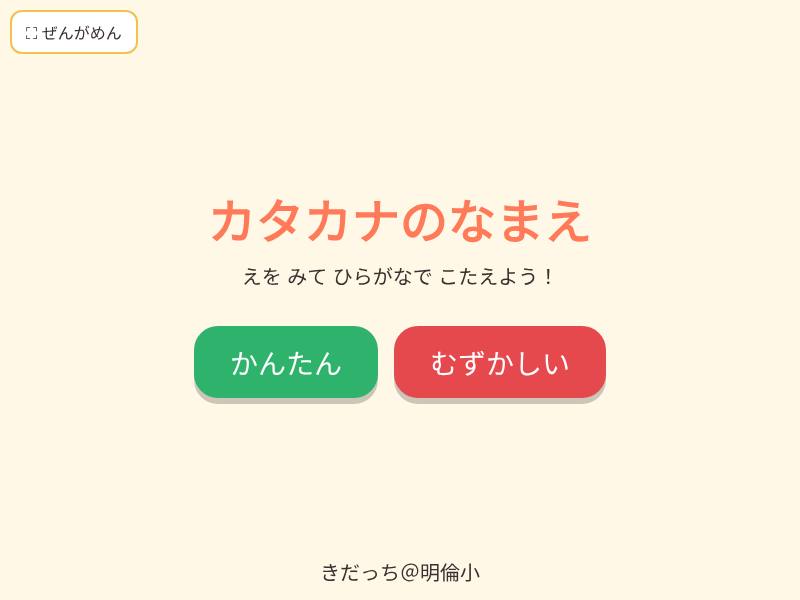 ぜんがめん
カタカナのなまえ
えを みて ひらがなで こたえよう！
かんたん
むずかしい
きだっち＠明倫小